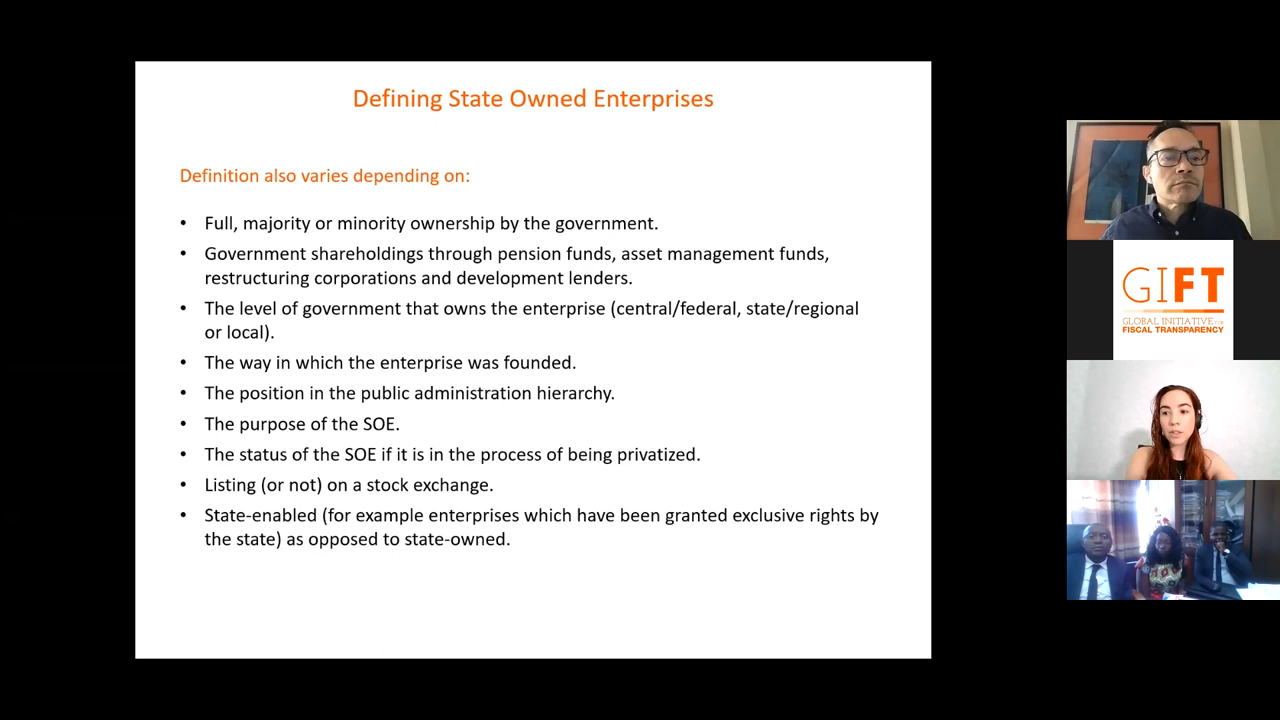 Defining State Owned Enterprises
Definition also varies depending on:
• Full, majority or minority ownership by the government.
• Government shareholdings through pension funds, asset management funds,
restructuring corporations and development lenders.
• The level of government that owns the enterprise (central/federal, state/regional
or local).
• The way in which the enterprise was founded.
• The position in the public administration hierarchy.
• The purpose of the SOE.
• The status of the SOE if it is in the process of being privatized.
• Listing (or not) on a stock exchange.
• State-enabled (for example enterprises which have been granted exclusive rights by
the state) as opposed to state-owned.
GIFT
GLOBAL INITIATIVE FOR
FISCAL TRANSPARENCY